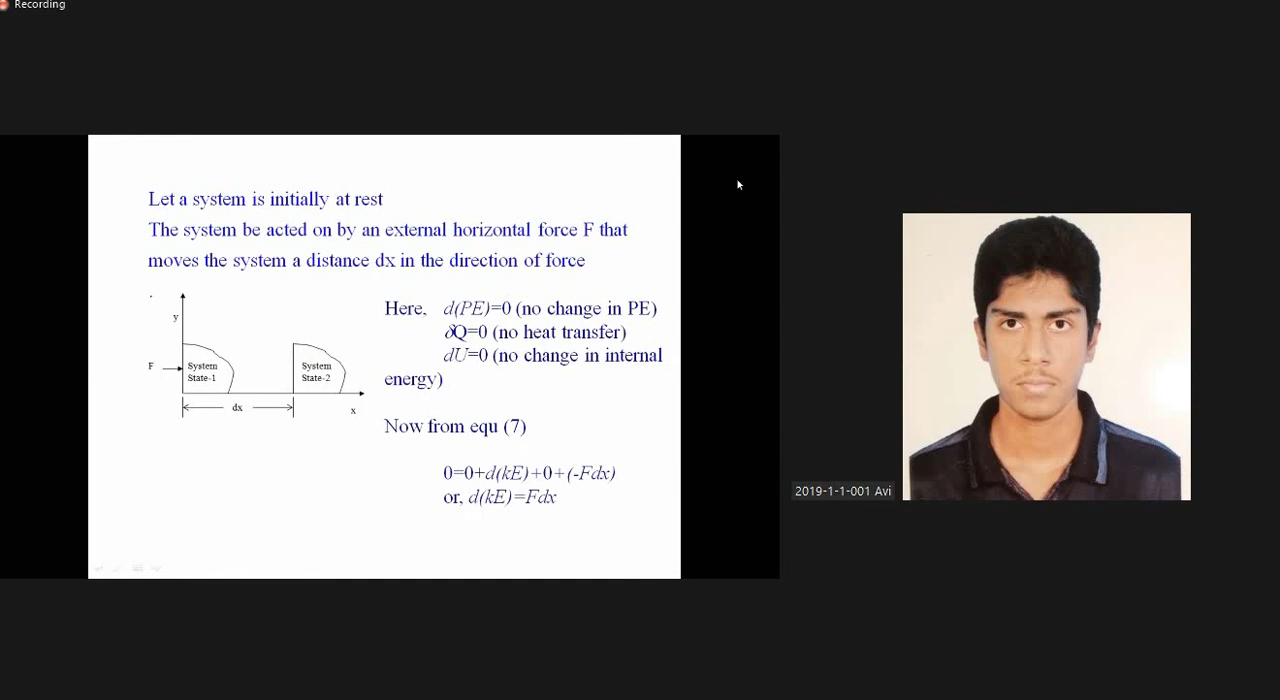 Recording
Let a system is initially at rest
The system be acted on by an external horizontal force F that
moves the system a distance dx in the direction of force
y
F
System
State-1
System
State-2
dx
x
Here, d(PE)=0 (no change in PE)
δQ=0 (no heat transfer)
dU=0 (no change in internal
energy)
Now from equ (7)
0=0+d(kE)+0+(-Fdx)
or, d(kE)=Fdx
2019-1-1-001 Avi